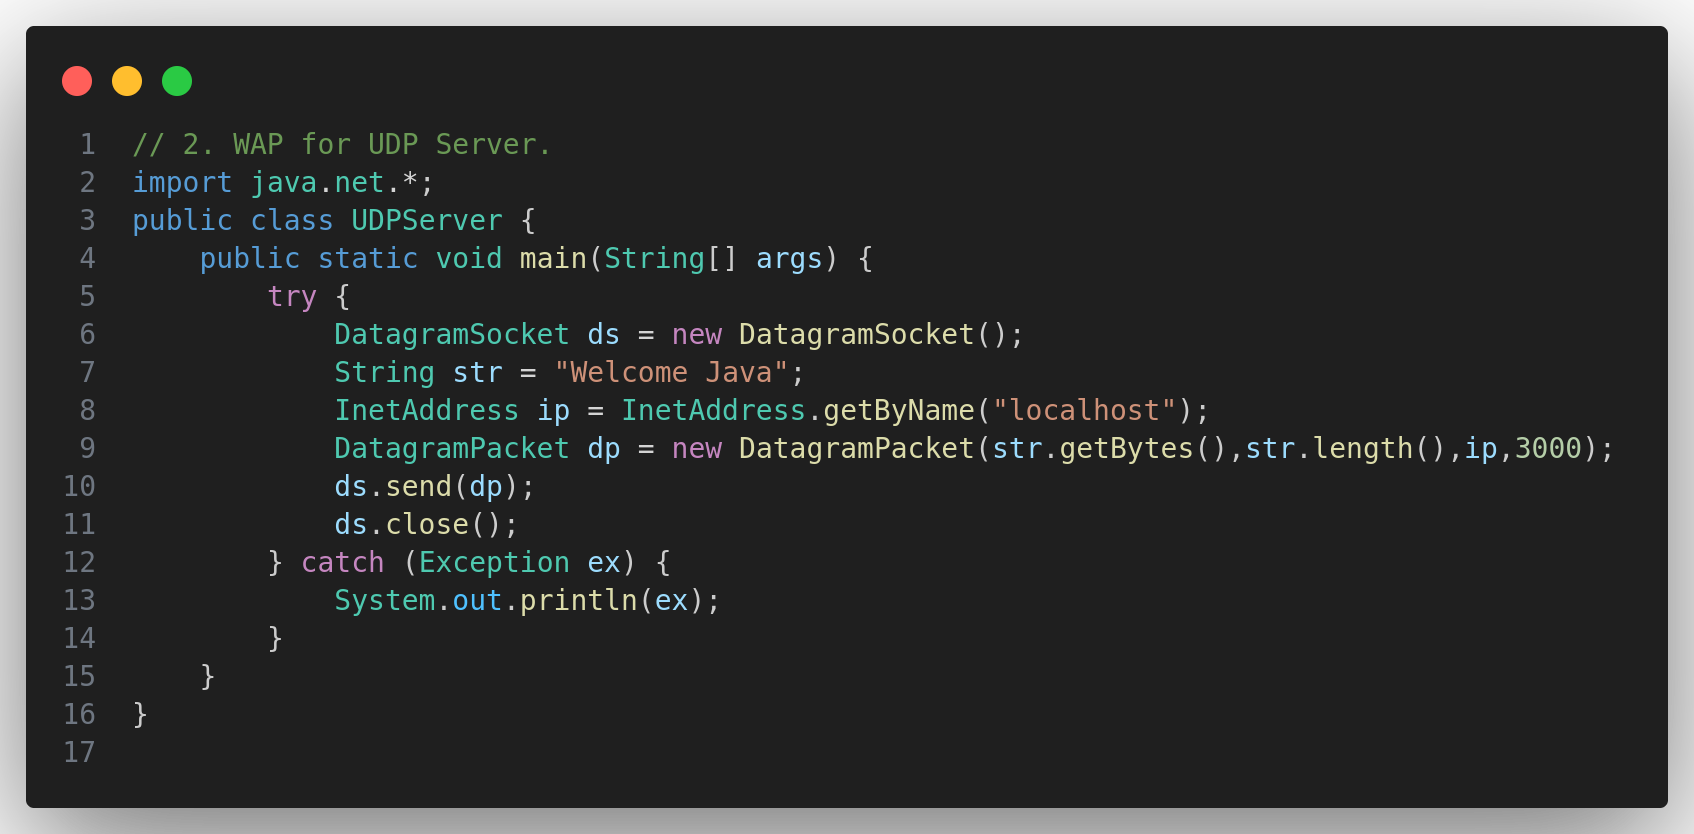 1 // 2. WAP for UDP Server.
2 import java.net.*;
3 public class UDPServer {
4     public static void main(String[] args) {
5         try {
6             DatagramSocket ds = new DatagramSocket();
7             String str = "Welcome Java";
8             InetAddress ip = InetAddress.getByName("localhost");
9             DatagramPacket dp = new DatagramPacket(str.getBytes(),str.length(),ip,3000);
10             ds.send(dp);
11             ds.close();
12         } catch (Exception ex) {
13             System.out.println(ex);
14         }
15     }
16 }
17